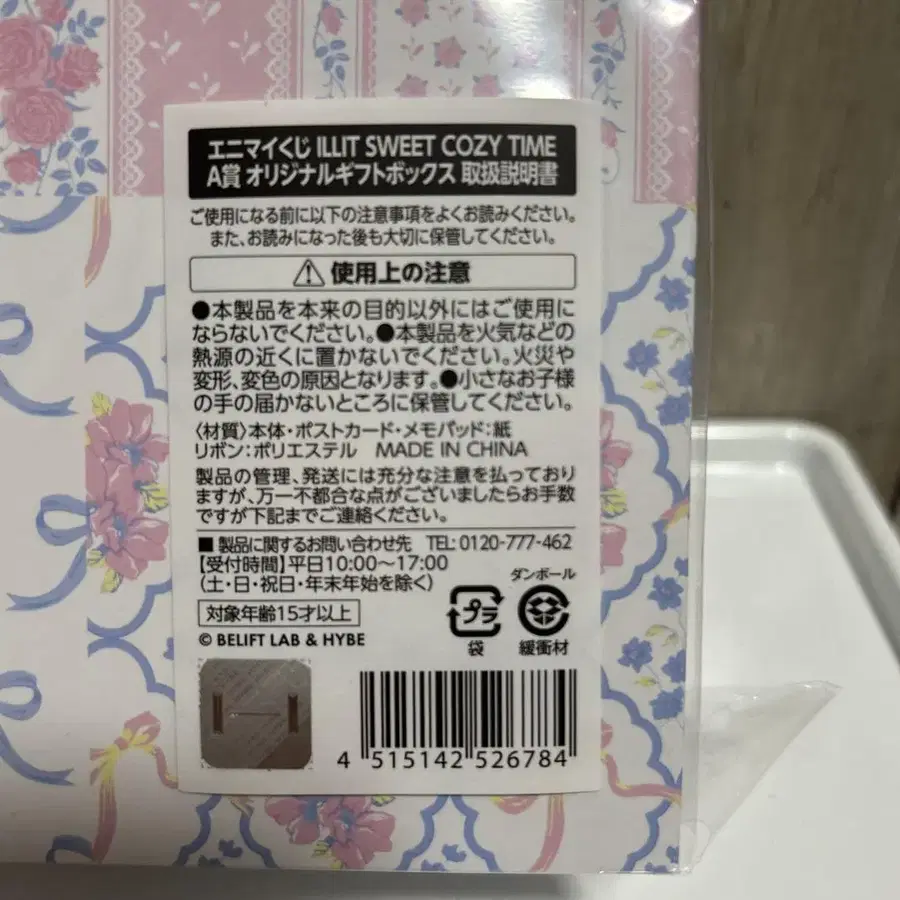 エニマイくじ ILLIT SWEET COZY TIME
A賞 オリジナルギフトボックス 取扱説明書
ご使用になる前に以下の注意事項をよくお読みください。
また、お読みになった後も大切に保管してください。
使用上の注意
●本製品を本来の目的以外にはご使用に
ならないでください。●本製品を火気などの
熱源の近くに置かないでください。火災や
変形、変色の原因となります。●小さなお子様
の手の届かないところに保管してください。
〈材質〉本体・ポストカード・メモパッド:紙
リボン:ポリエステル MADE IN CHINA
製品の管理、発送には充分な注意を払っており
ますが、万一不都合な点がございましたらお手数
ですが下記までご連絡ください。
■ 製品に関するお問い合わせ先 TEL: 0120-777-462
【受付時間】平日10:00〜17:00
(土・日・祝日・年末年始を除く)
対象年齢15才以上
© BELIFT LAB & HYBE
プラ
袋
ダンボール
緩衝材
4 515142 526784